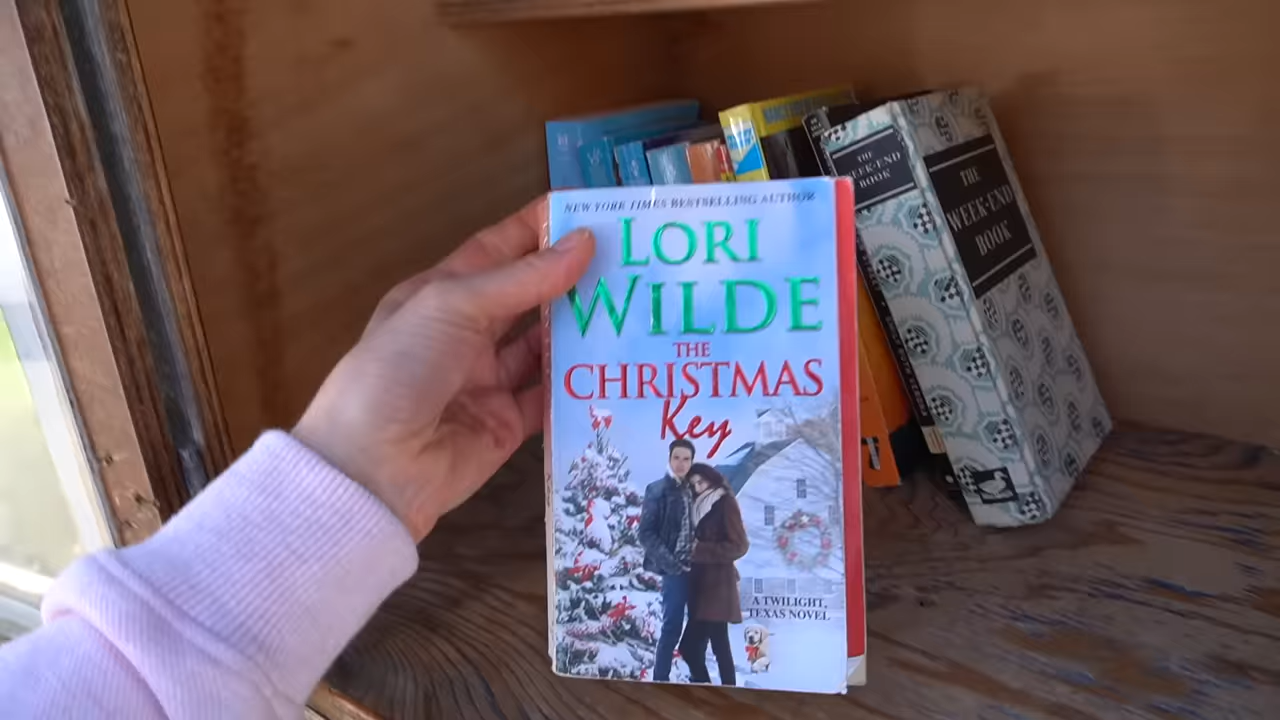 NEW YORK TIMES BESTSELLING AUTHOR
LORI
WILDE
THE
CHRISTMAS
Key
A TWILIGHT,
TEXAS NOVEL
THE
WEEK-END
BOOK
THE
WEEK-END
BOOK